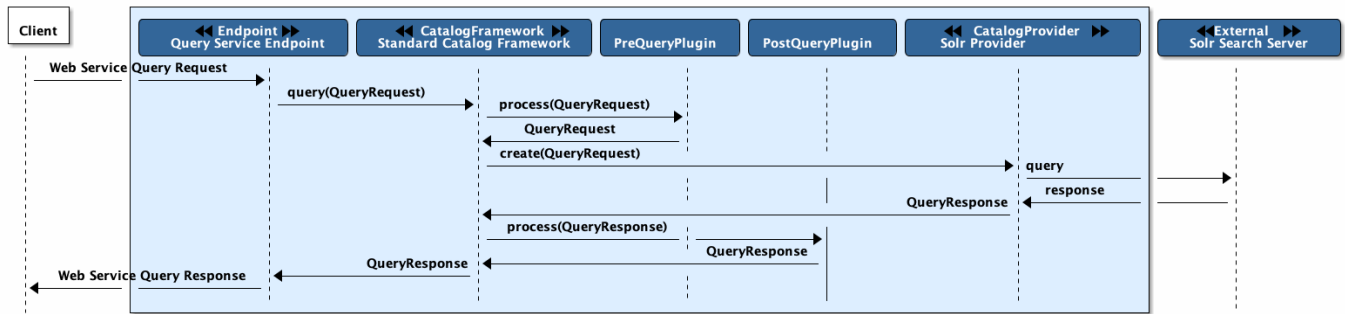 Client
Endpoint
Query Service Endpoint
CatalogFramework
Standard Catalog Framework
PreQueryPlugin
PostQueryPlugin
CatalogProvider
Solr Provider
External
Solr Search Server
Web Service Query Request
query(QueryRequest)
process(QueryRequest)
QueryRequest
create(QueryRequest)
query
response
QueryResponse
process(QueryResponse)
QueryResponse
QueryResponse
Web Service Query Response